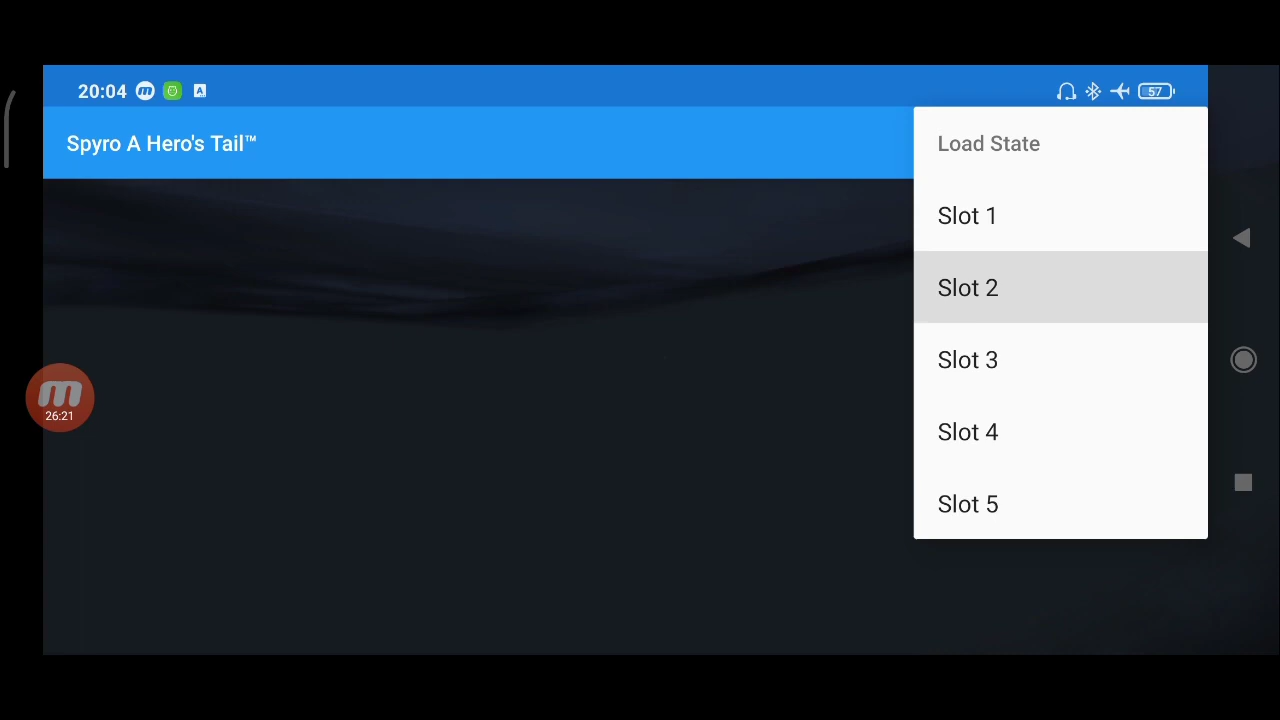 20:04
57
Spyro A Hero's Tail™
Load State
Slot 1
Slot 2
Slot 3
Slot 4
Slot 5
26:21